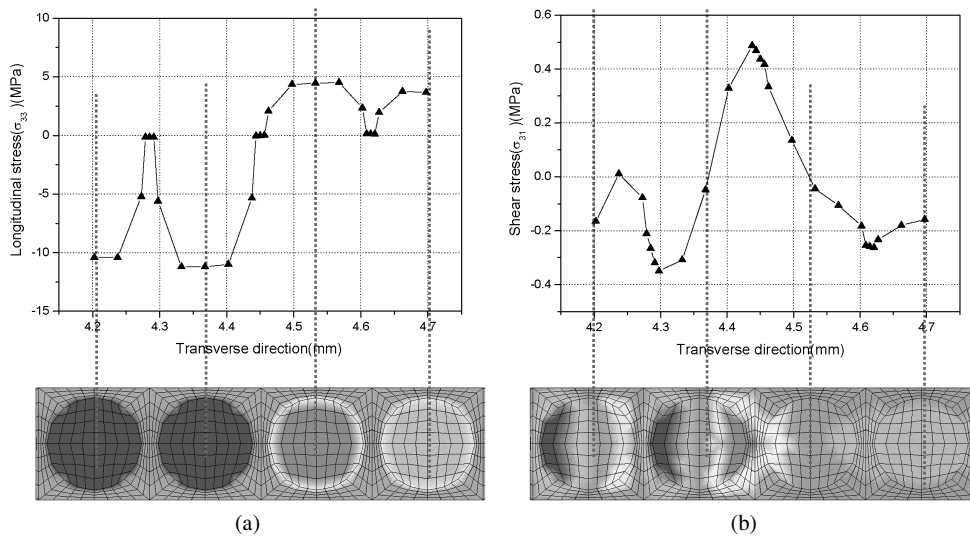 10
5
0
-5
-10
-15
Longitudinal stress(σ33)(MPa)
4.2 4.3 4.4 4.5 4.6 4.7
Transverse direction(mm)
0.6
0.4
0.2
0.0
-0.2
-0.4
Shear stress(σ31)(MPa)
4.2 4.3 4.4 4.5 4.6 4.7
Transverse direction(mm)
(a)
(b)